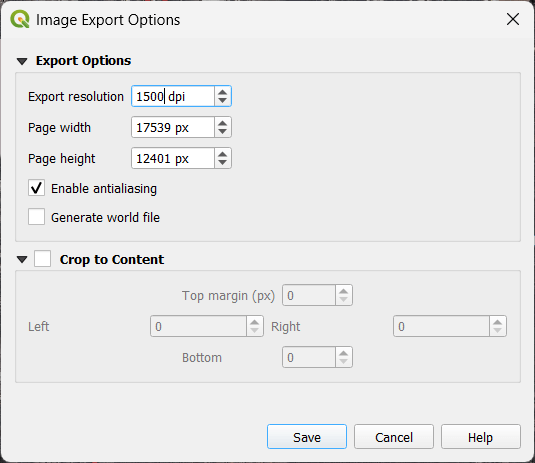 Image Export Options
Export Options
Export resolution 1500 dpi
Page width 17539 px
Page height 12401 px
Enable antialiasing
Generate world file
Crop to Content
Top margin (px) 0
Left 0 Right 0
Bottom 0
Save Cancel Help